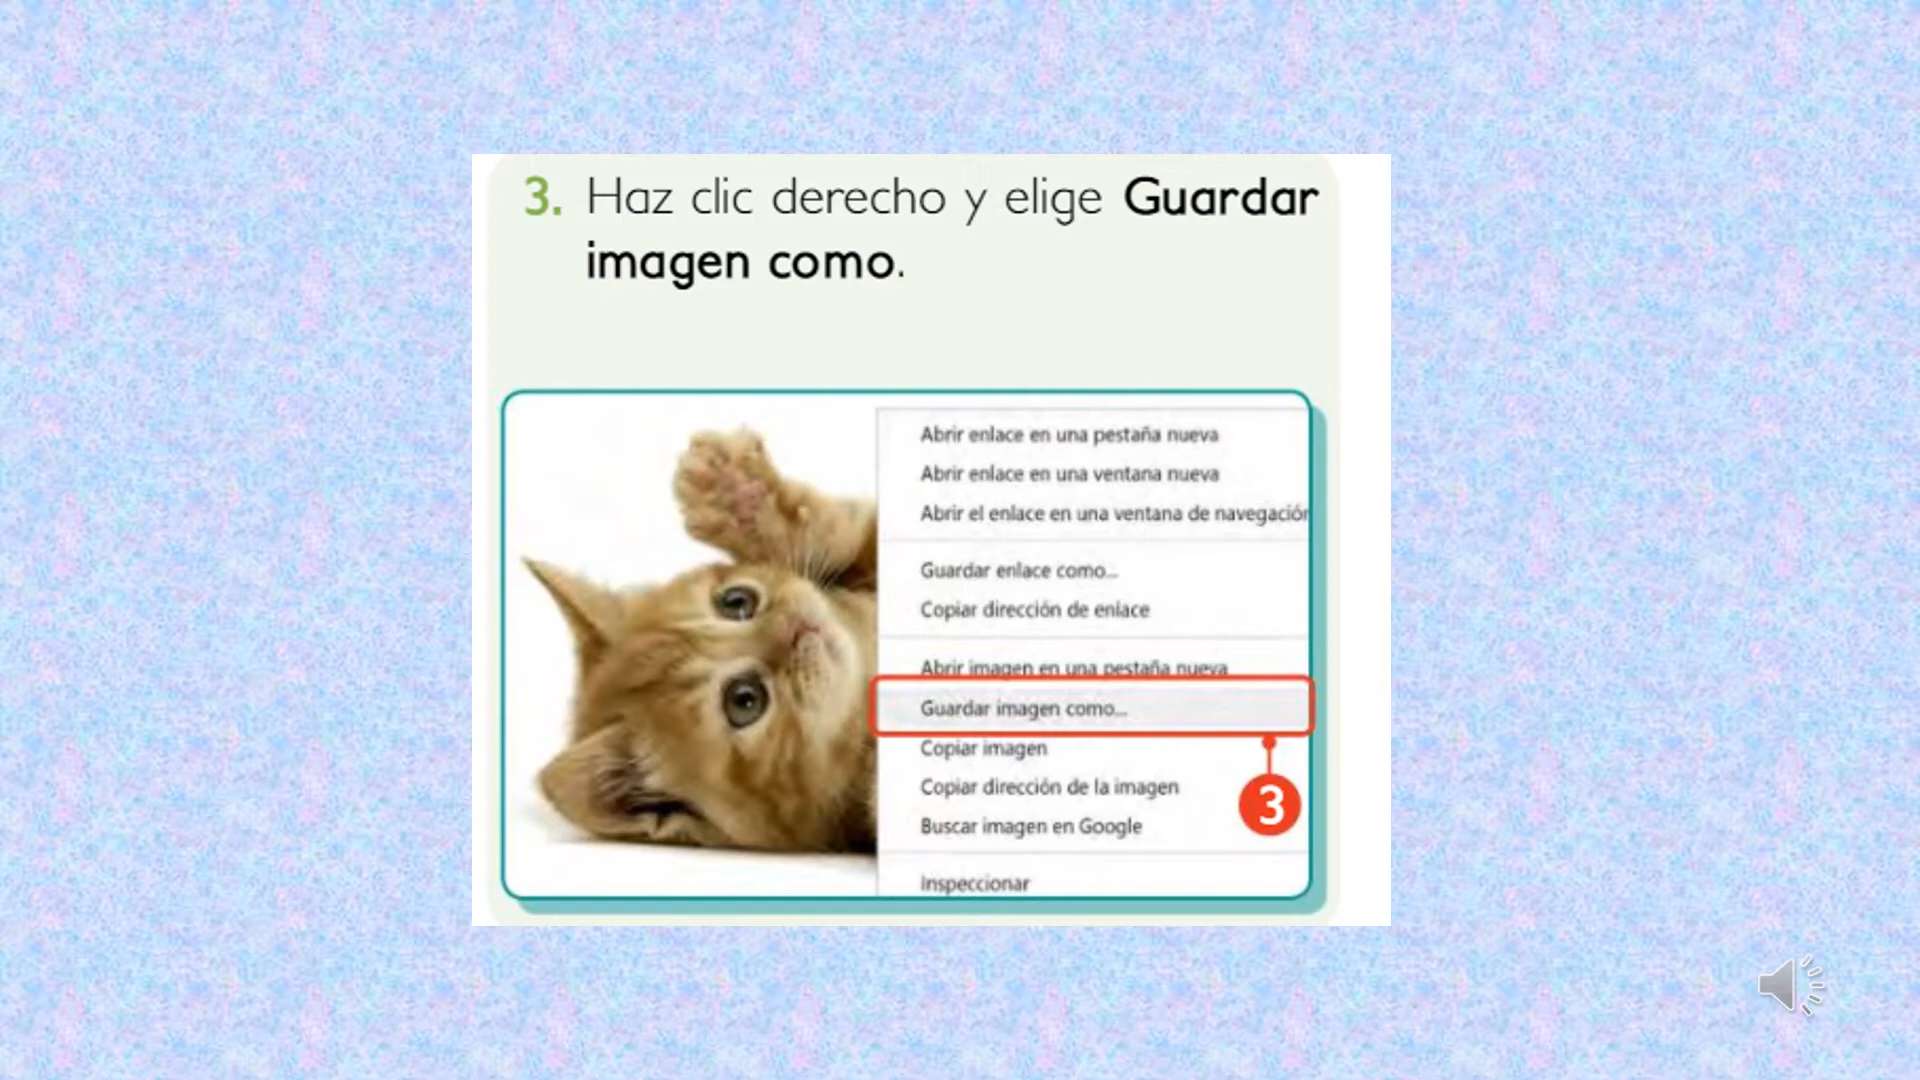 3. Haz clic derecho y elige Guardar
imagen como.
Abrir enlace en una pestaña nueva
Abrir enlace en una ventana nueva
Abrir el enlace en una ventana de navegación
Guardar enlace como...
Copiar dirección de enlace
Abrir imagen en una pestaña nueva
Guardar imagen como...
Copiar imagen
Copiar dirección de la imagen
3
Buscar imagen en Google
Inspeccionar